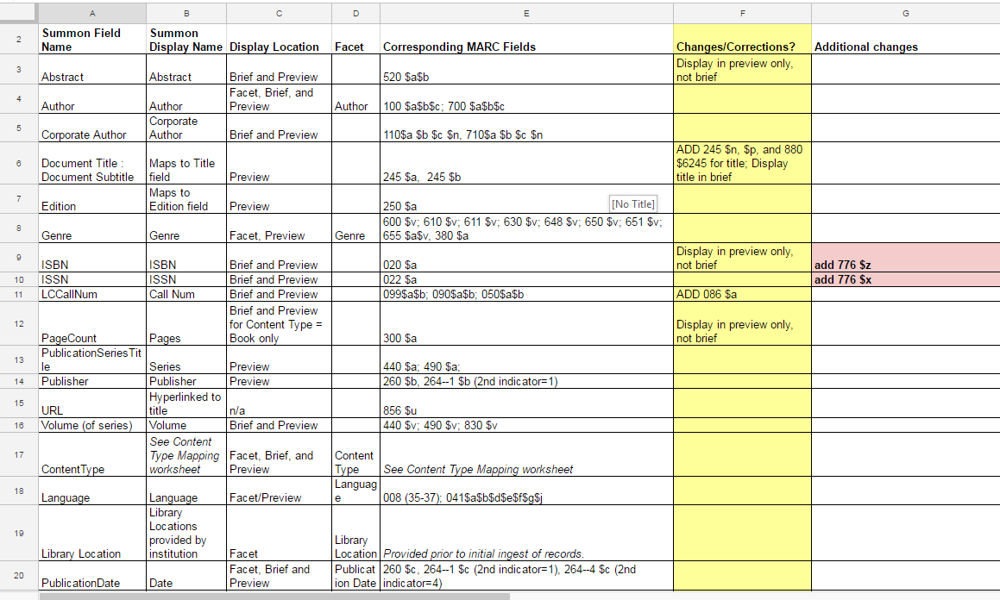 A B C D E F G
2 Summon Field Name Summon Display Name Display Location Facet Corresponding MARC Fields Changes/Corrections? Additional changes
3 Abstract Abstract Brief and Preview 520 $a$b Display in preview only, not brief
4 Author Author Facet, Brief, and Preview Author 100 $a$b$c; 700 $a$b$c
5 Corporate Author Corporate Author Brief and Preview 110$a $b $c $n, 710$a $b $c $n
6 Document Title : Document Subtitle Maps to Title field Preview 245 $a, 245 $b ADD 245 $n, $p, and 880 $6245 for title; Display title in brief
7 Edition Maps to Edition field Preview 250 $a [No Title]
8 Genre Genre Facet, Preview Genre 600 $v; 610 $v; 611 $v; 630 $v; 648 $v; 650 $v; 651 $v; 655 $a$v, 380 $a
9 ISBN ISBN Brief and Preview 020 $a Display in preview only, not brief add 776 $z
10 ISSN ISSN Brief and Preview 022 $a add 776 $x
11 LCCallNum Call Num Brief and Preview 099$a$b; 090$a$b; 050$a$b ADD 086 $a
12 PageCount Pages Brief and Preview for Content Type = Book only 300 $a Display in preview only, not brief
13 PublicationSeriesTitle Series Preview 440 $a; 490 $a;
14 Publisher Publisher Preview 260 $b, 264--1 $b (2nd indicator=1)
15 URL Hyperlinked to title n/a 856 $u
16 Volume (of series) Volume Brief and Preview 440 $v; 490 $v; 830 $v
17 ContentType See Content Type Mapping worksheet Facet, Brief, and Preview Content Type See Content Type Mapping worksheet
18 Language Language Facet/Preview Language 008 (35-37); 041$a$b$d$e$f$g$j
19 Library Location Library Locations provided by institution Facet Library Location Provided prior to initial ingest of records.
20 PublicationDate Date Facet, Brief and Preview Publication Date 260 $c, 264--1 $c (2nd indicator=1), 264--4 $c (2nd indicator=4)